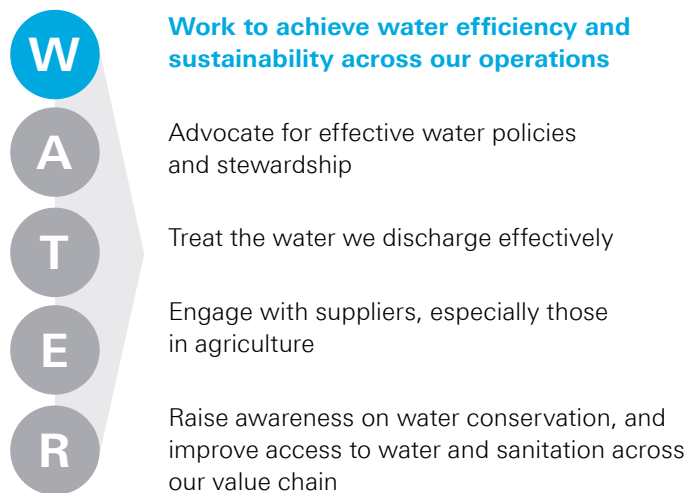 W
Work to achieve water efficiency and
sustainability across our operations
A
Advocate for effective water policies
and stewardship
T
Treat the water we discharge effectively
E
Engage with suppliers, especially those
in agriculture
R
Raise awareness on water conservation, and
improve access to water and sanitation across
our value chain